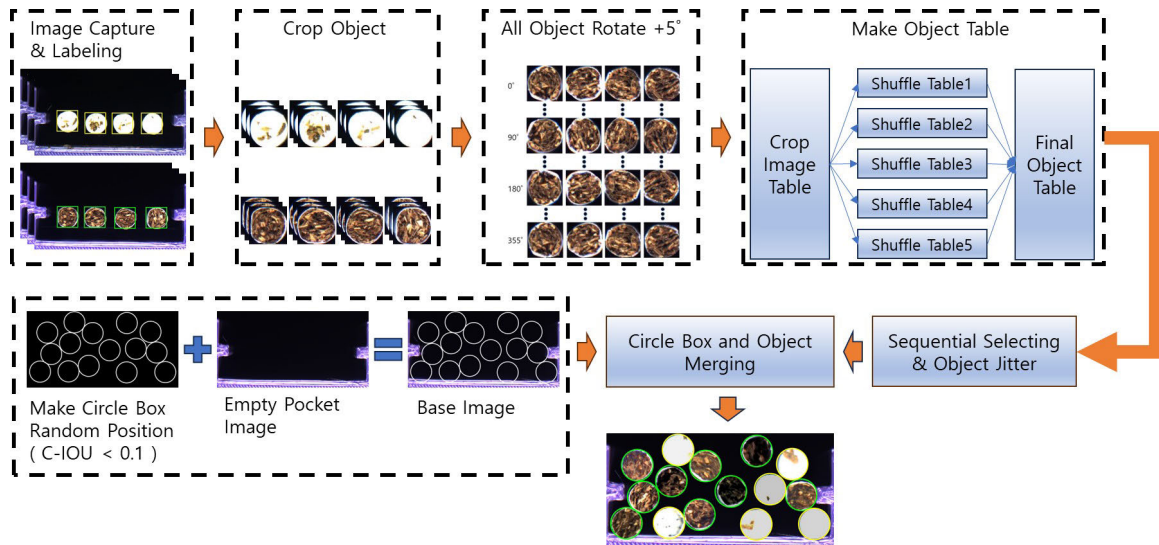 Image Capture
& Labeling
Crop Object
All Object Rotate +5˚
0˚
90˚
180˚
355˚
Make Object Table
Crop
Image
Table
Shuffle Table1
Shuffle Table2
Shuffle Table3
Shuffle Table4
Shuffle Table5
Final
Object
Table
Make Circle Box
Random Position
( C-IOU < 0.1 )
Empty Pocket
Image
Base Image
Circle Box and Object
Merging
Sequential Selecting
& Object Jitter